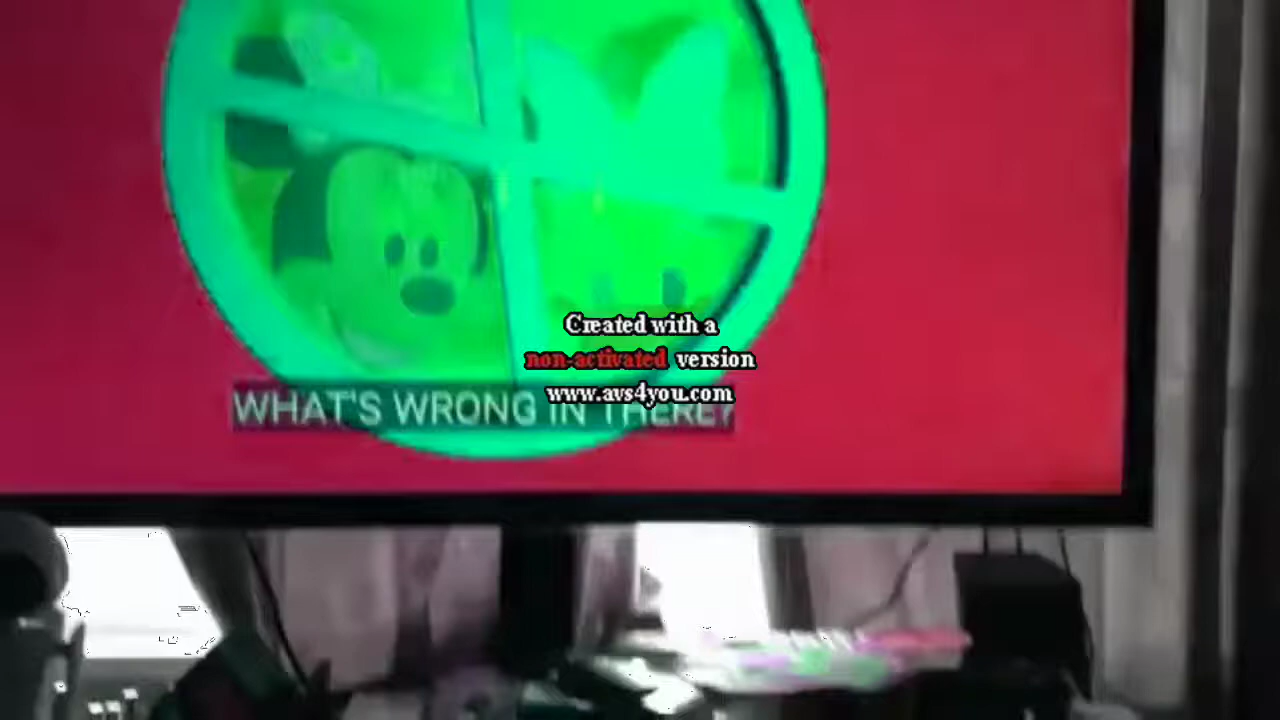 Created with a
non-activated version
www.avs4you.com
WHAT'S WRONG IN THERE?